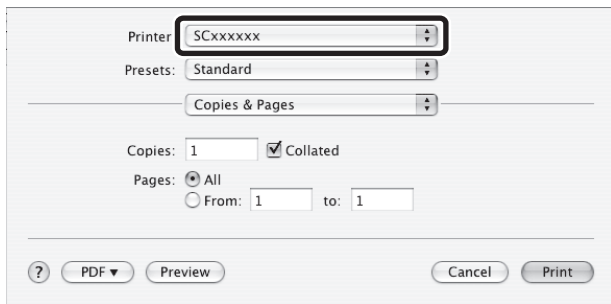 Printer SCxxxxxx
Presets: Standard
Copies & Pages
Copies: 1 Collated
Pages: All
From: 1 to: 1
? PDF▼ Preview Cancel Print